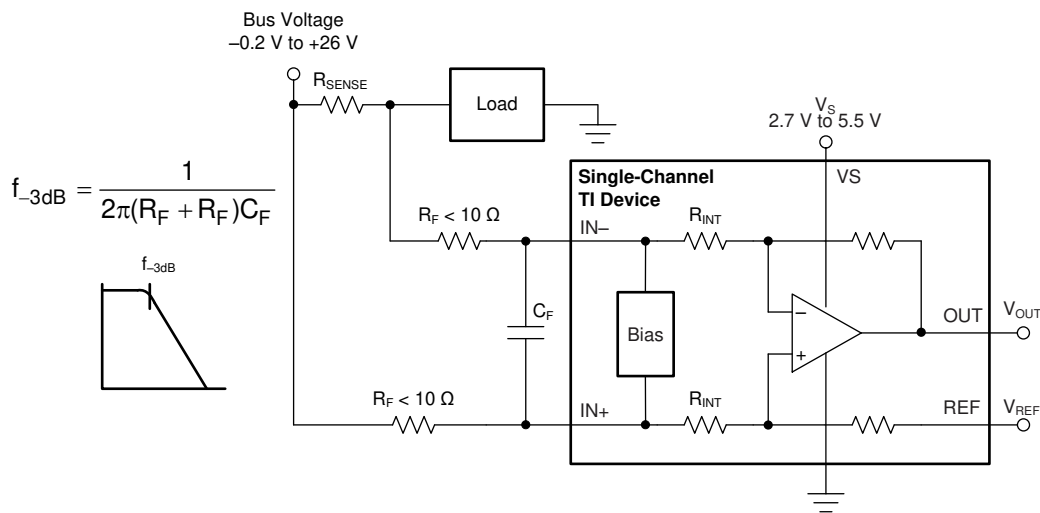 Bus Voltage
–0.2 V to +26 V
R_SENSE
Load
V_S
2.7 V to 5.5 V
f_–3dB = 1 / 2π(R_F + R_F)C_F
f_–3dB
Single-Channel
TI Device
VS
R_F < 10 Ω
IN–
R_INT
C_F
Bias
–
+
OUT
V_OUT
R_F < 10 Ω
IN+
R_INT
REF
V_REF